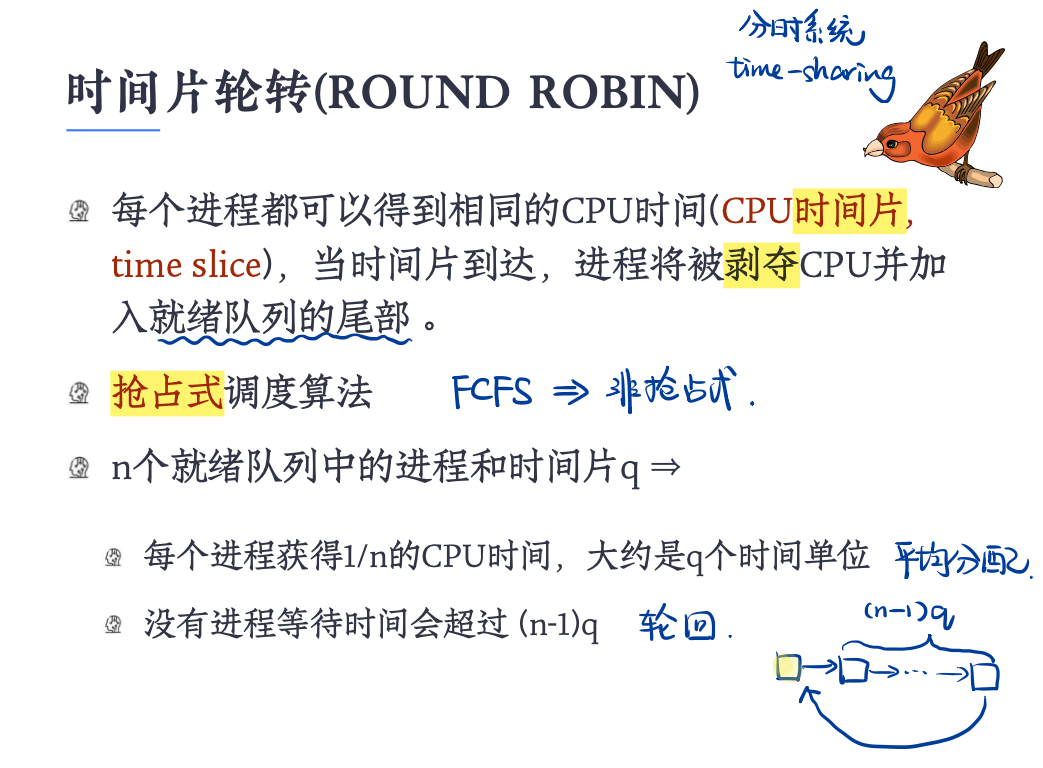 分时系统
time-sharing
时间片轮转(ROUND ROBIN)
每个进程都可以得到相同的CPU时间(CPU时间片,
time slice)，当时间片到达，进程将被剥夺CPU并加
入就绪队列的尾部 。
抢占式调度算法 FCFS ⇒ 非抢占式.
n个就绪队列中的进程和时间片q ⇒
每个进程获得1/n的CPU时间，大约是q个时间单位 平均分配.
没有进程等待时间会超过 (n-1)q 轮回.
(n-1)q